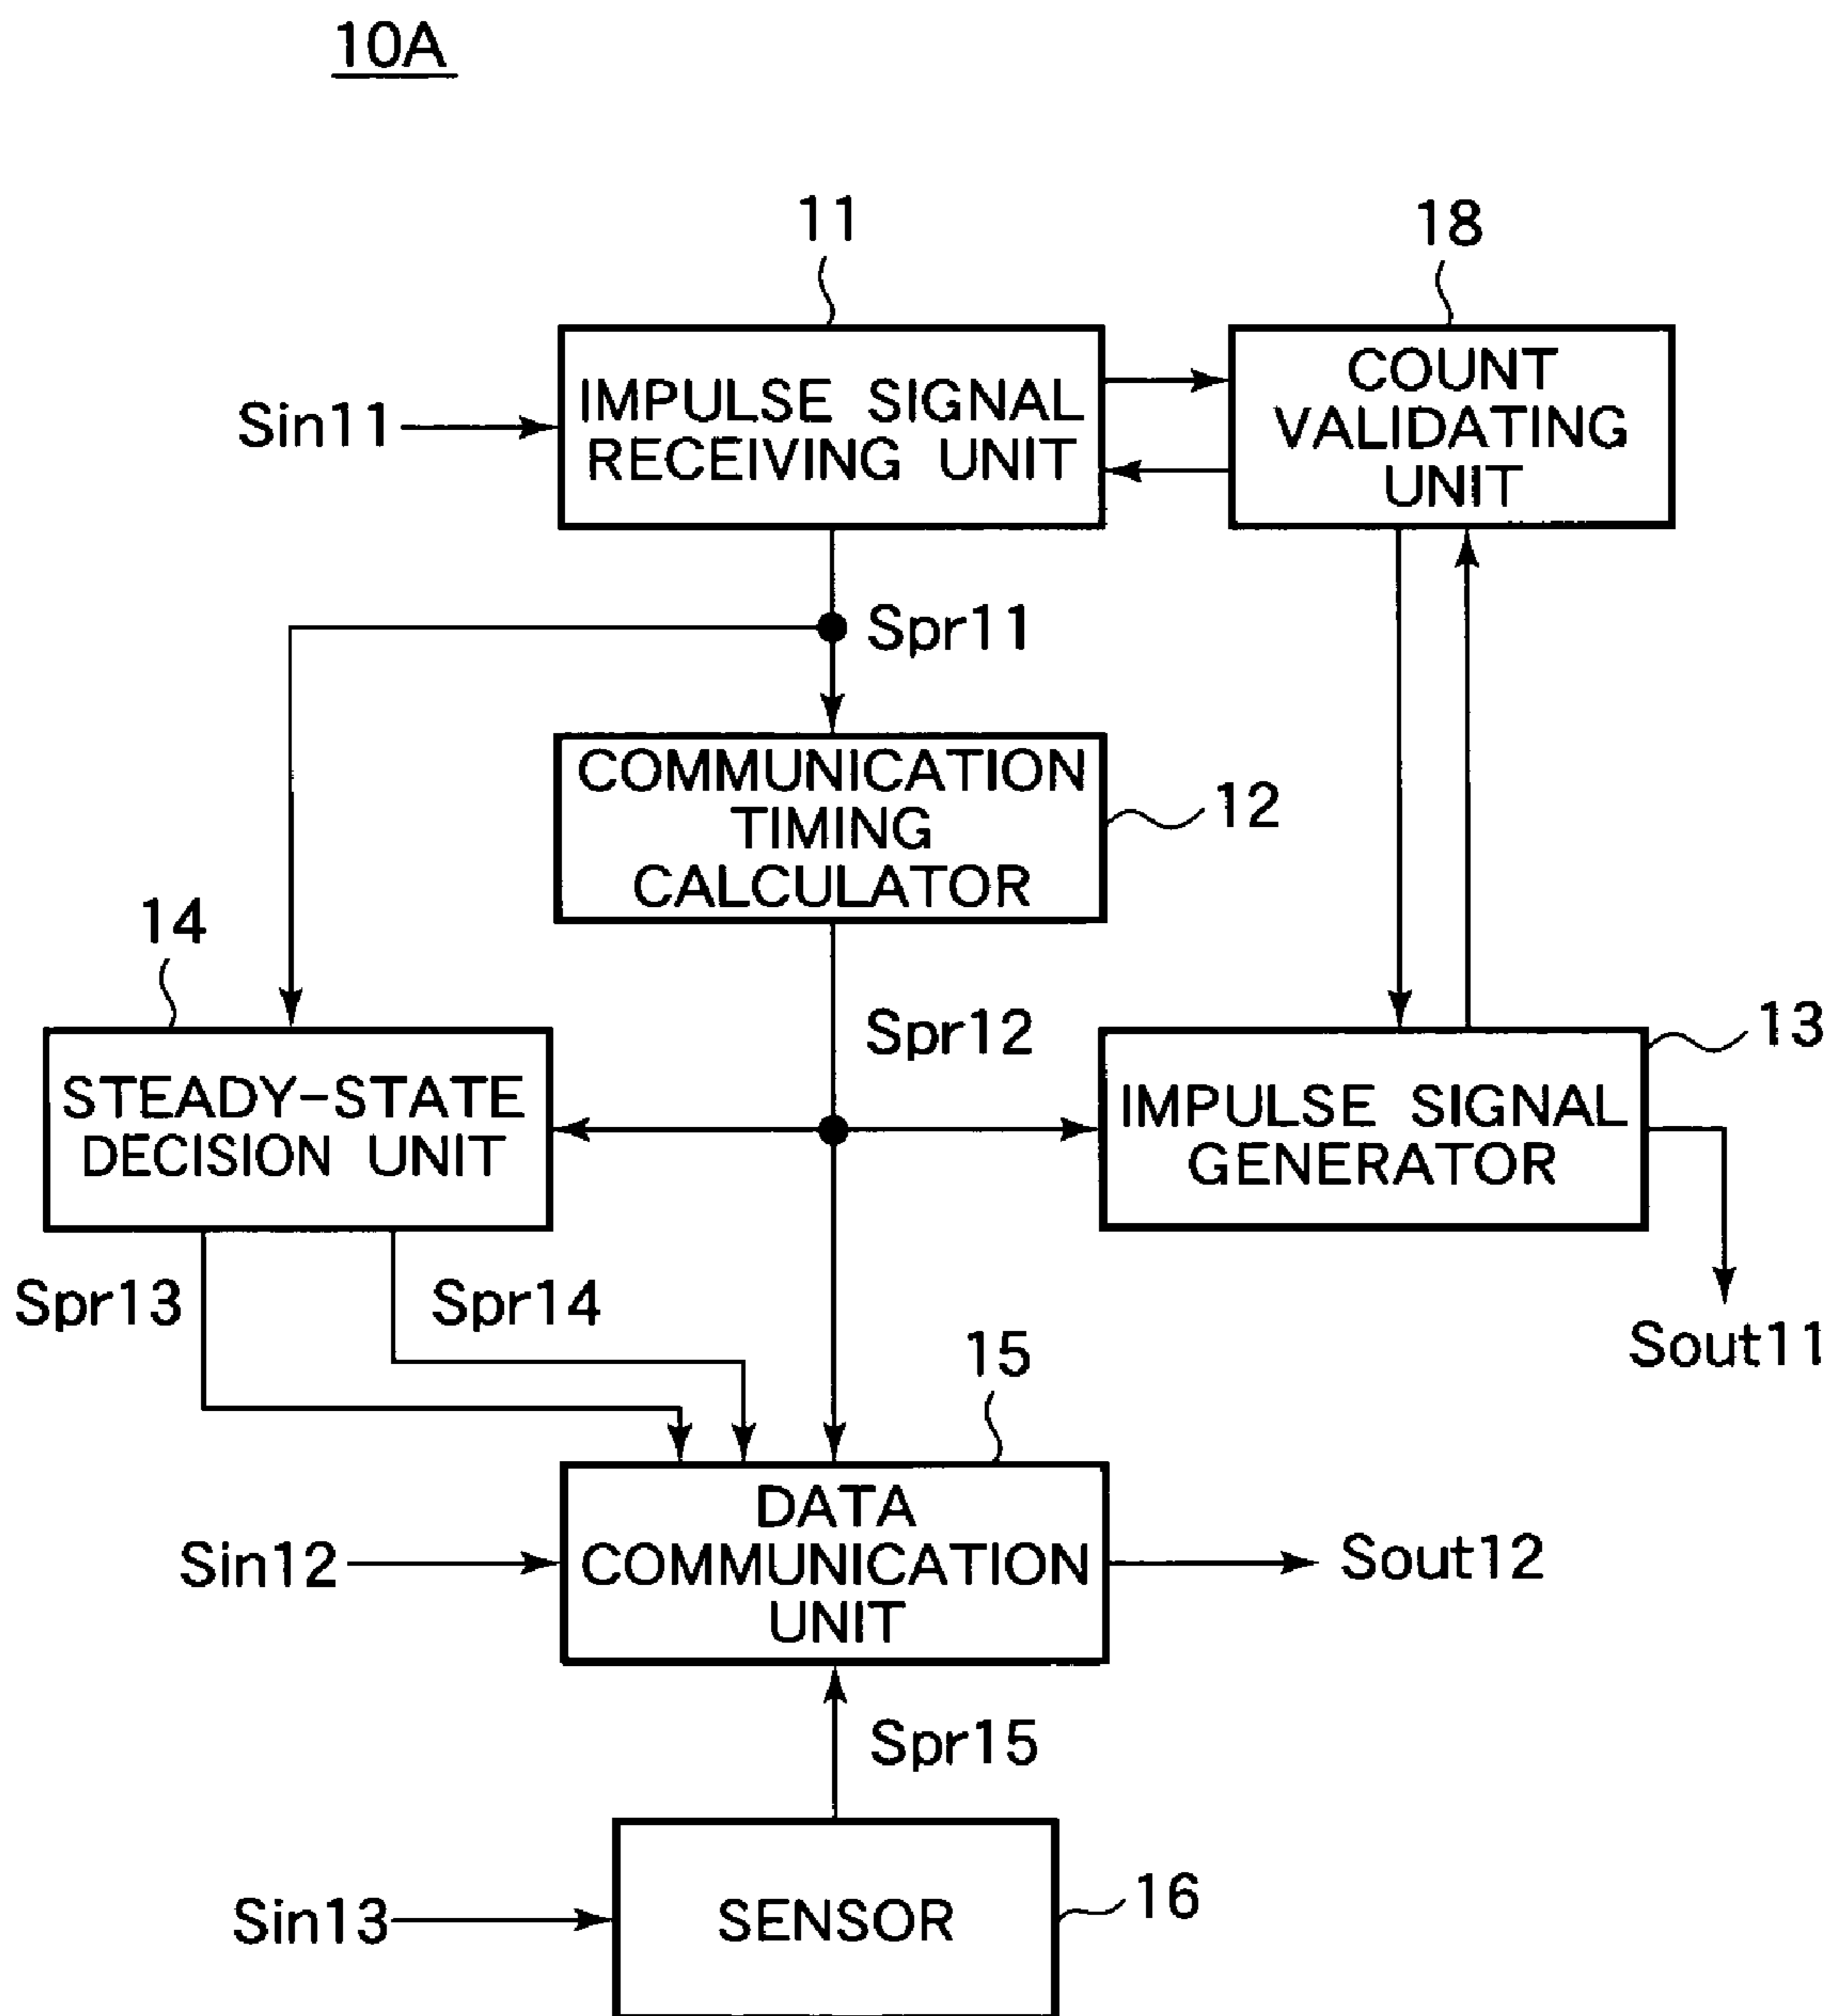 10A
11
18
IMPULSE SIGNAL
RECEIVING UNIT
COUNT
VALIDATING
UNIT
Sin11
Spr11
COMMUNICATION
TIMING
CALCULATOR
12
14
Spr12
13
STEADY-STATE
DECISION UNIT
IMPULSE SIGNAL
GENERATOR
Spr13
Spr14
Sout11
15
DATA
COMMUNICATION
UNIT
Sin12
Sout12
Spr15
Sin13
SENSOR
16